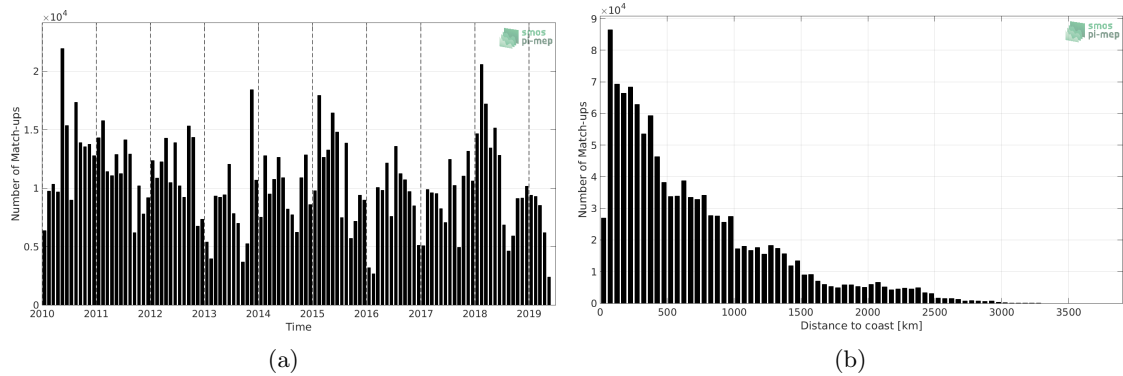 ×10⁴
smos
pi-mep
2
1.5
1
0.5
0
Number of Match-ups
2010 2011 2012 2013 2014 2015 2016 2017 2018 2019
Time
(a)
×10⁴
smos
pi-mep
9
8
7
6
5
4
3
2
1
0
Number of Match-ups
0 500 1000 1500 2000 2500 3000 3500
Distance to coast [km]
(b)